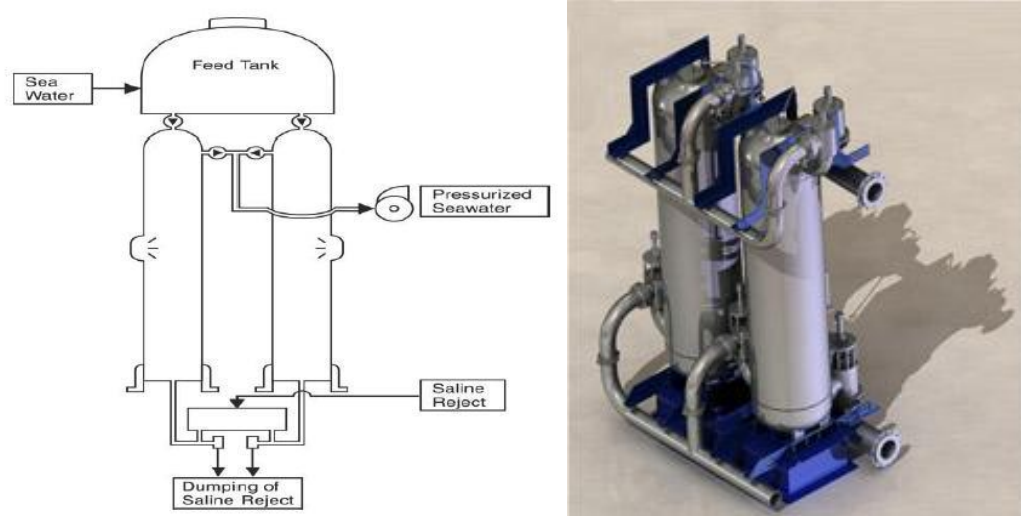 Feed Tank
Sea
Water
Pressurized
Seawater
Saline
Reject
Dumping of
Saline Reject